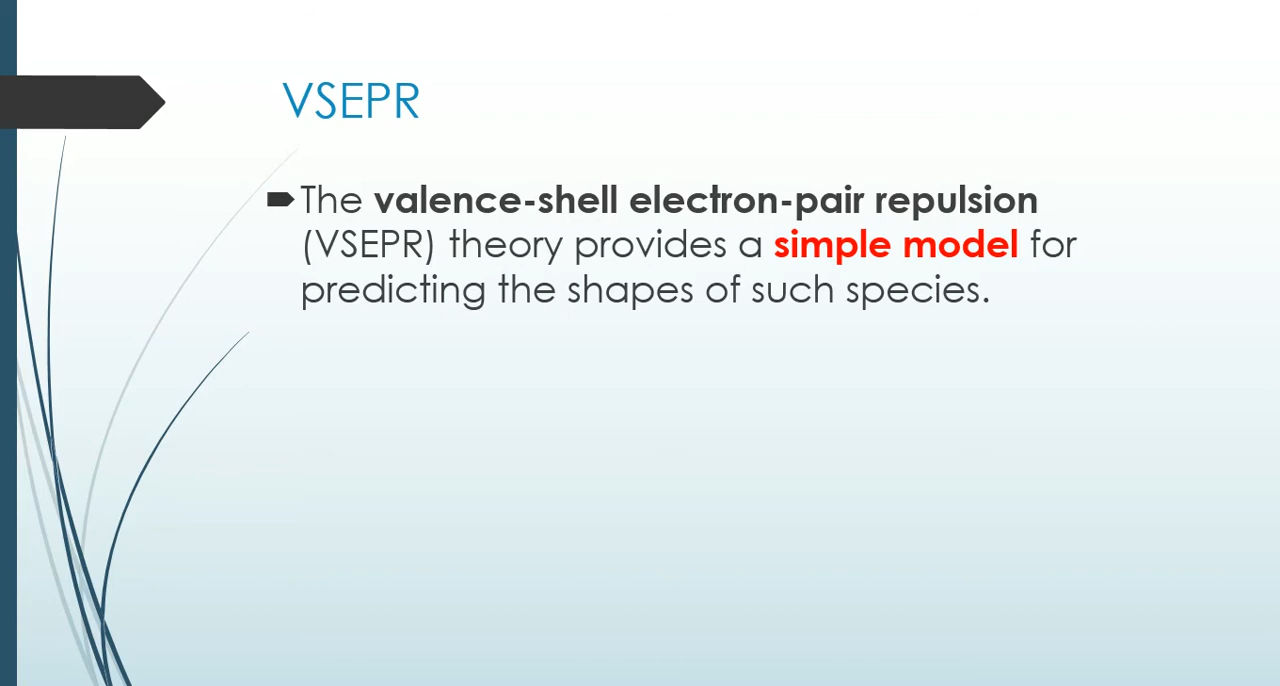 VSEPR
The valence-shell electron-pair repulsion
(VSEPR) theory provides a simple model for
predicting the shapes of such species.